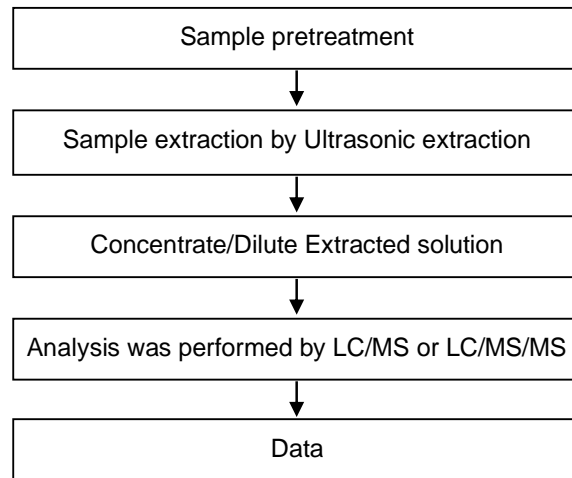 Sample pretreatment
Sample extraction by Ultrasonic extraction
Concentrate/Dilute Extracted solution
Analysis was performed by LC/MS or LC/MS/MS
Data